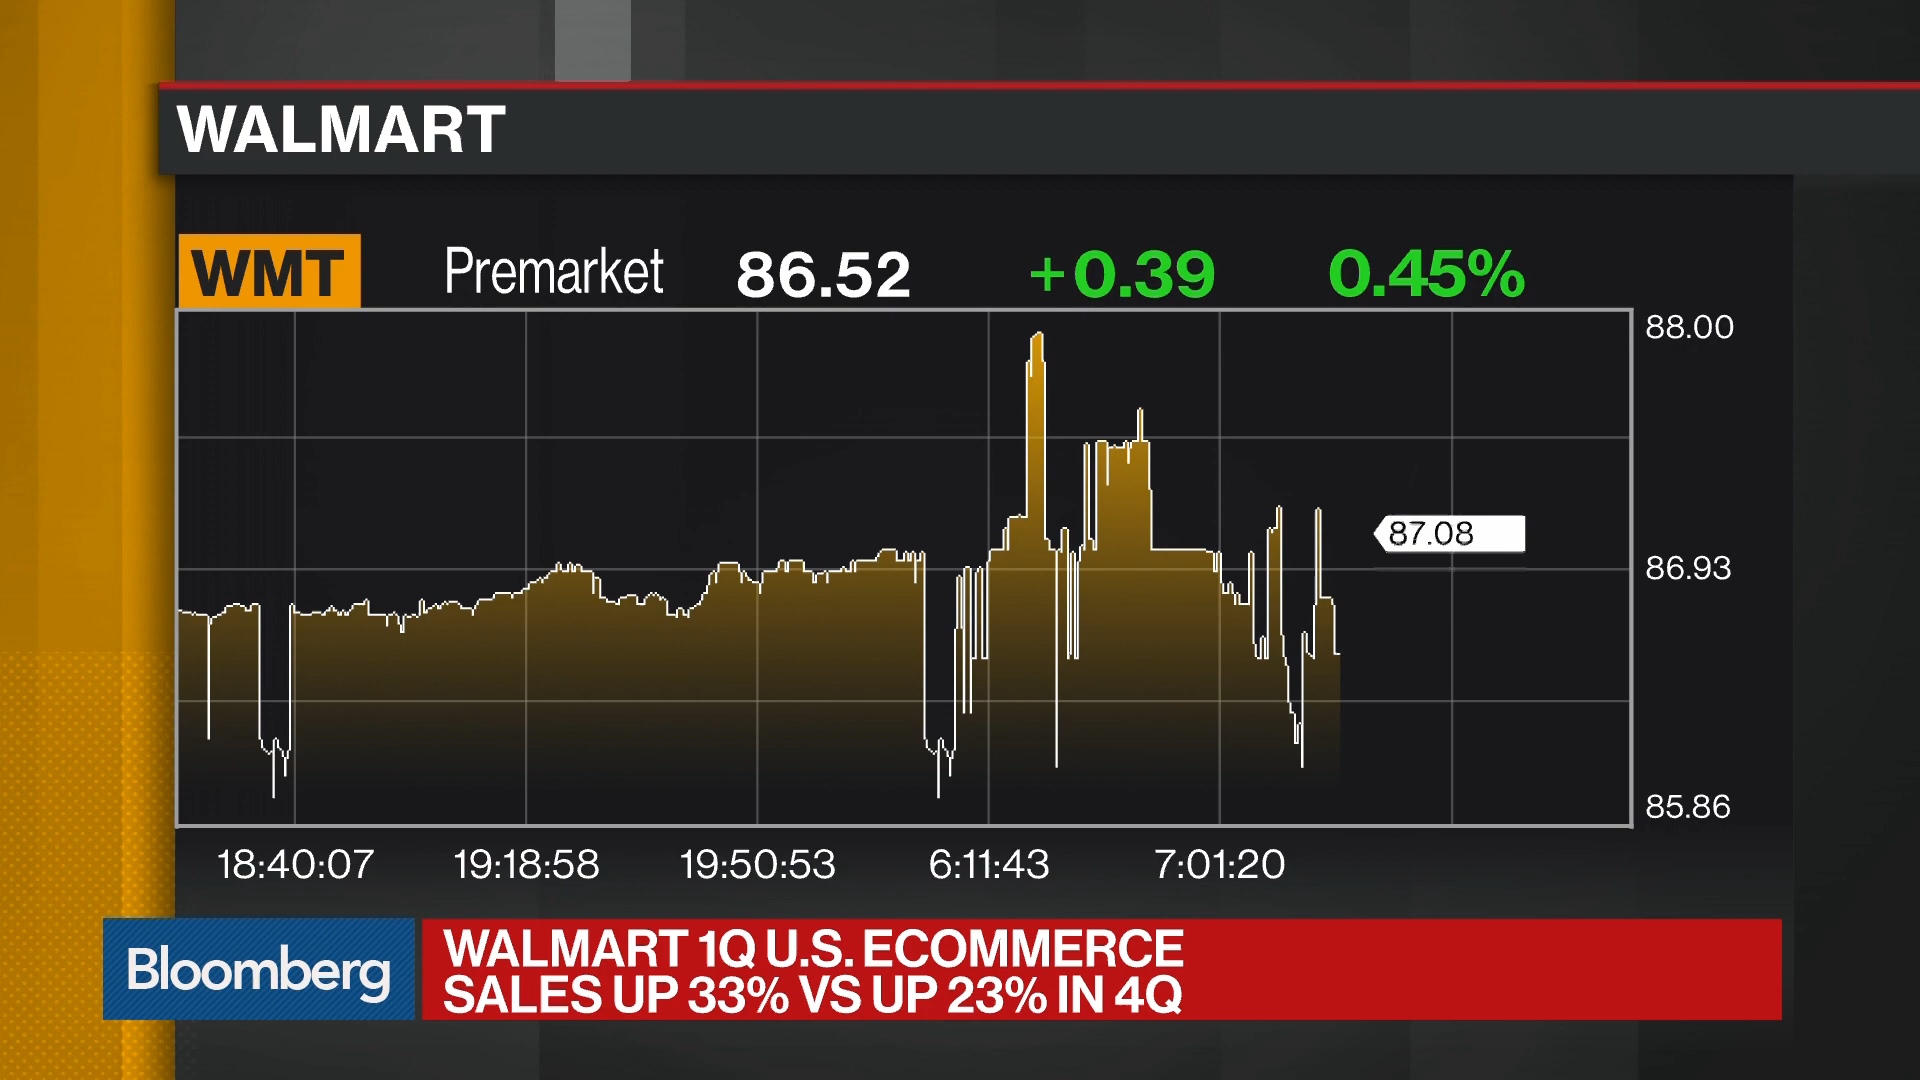 WALMART
WMT Premarket 86.52 +0.39 0.45%
88.00
87.08
86.93
85.86
18:40:07 19:18:58 19:50:53 6:11:43 7:01:20
Bloomberg
WALMART 1Q U.S. ECOMMERCE
SALES UP 33% VS UP 23% IN 4Q